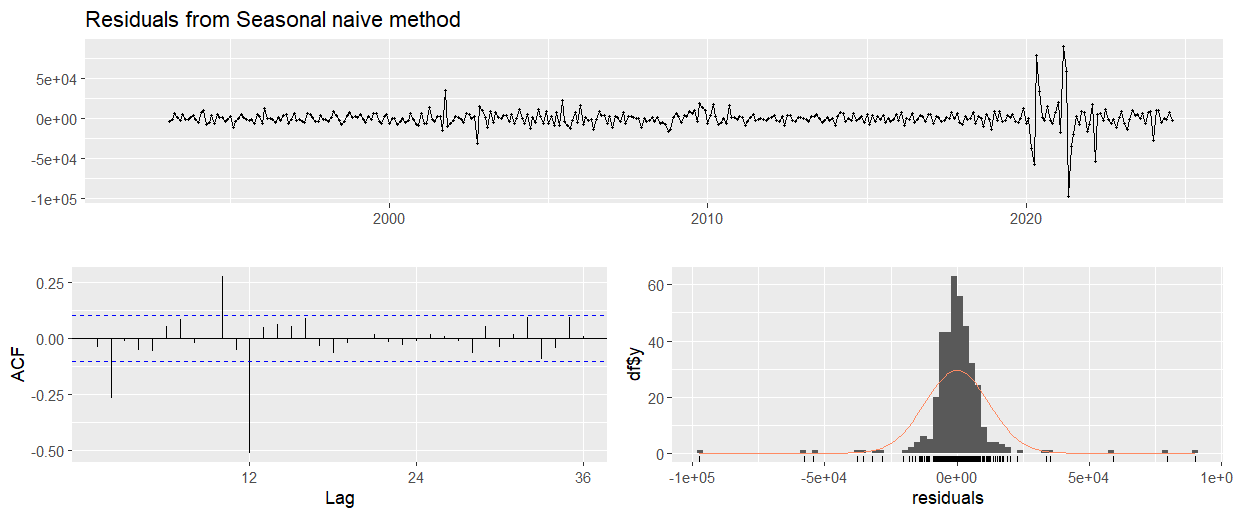 Residuals from Seasonal naive method
5e+04
0e+00
-5e+04
-1e+05
2000 2010 2020
ACF
0.25
0.00
-0.25
-0.50
12 24 36
Lag
df$y
60
40
20
0
-1e+05 -5e+04 0e+00 5e+04 1e+0
residuals